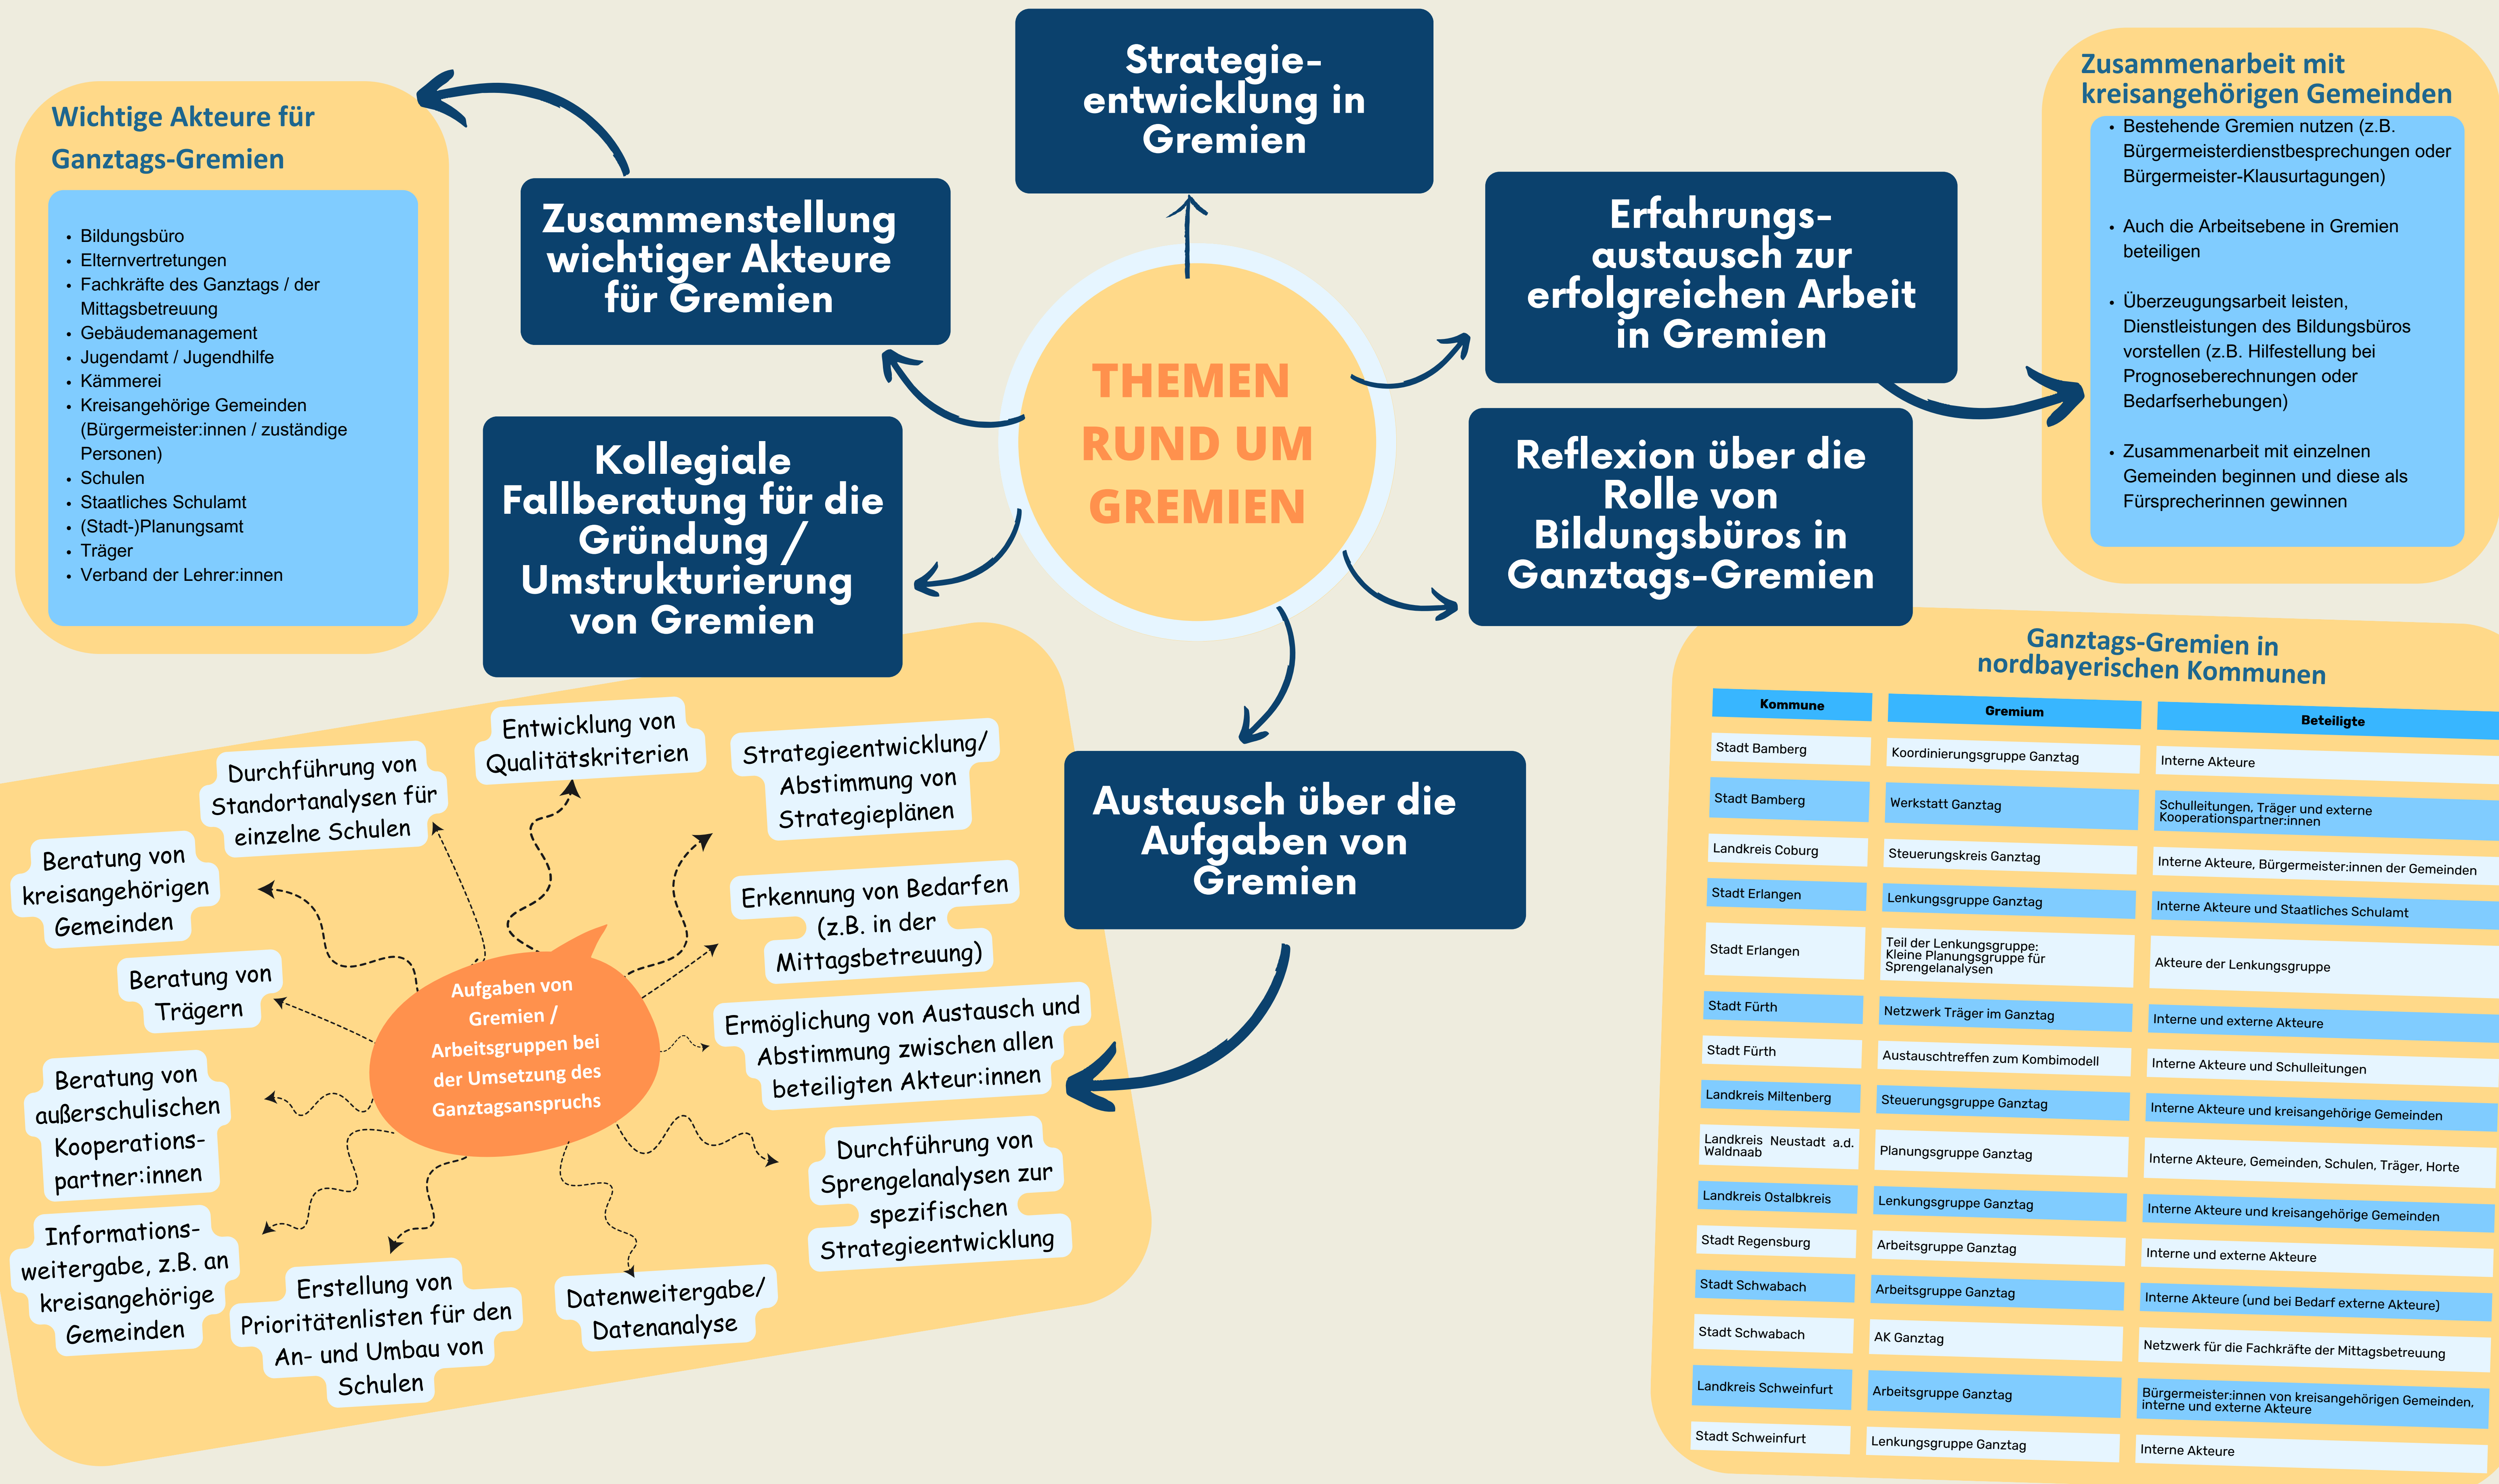 Strategie-
entwicklung in
Gremien
Zusammenarbeit mit
kreisangehörigen Gemeinden
• Bestehende Gremien nutzen (z.B.
Bürgermeisterdienstbesprechungen oder
Bürgermeister-Klausurtagungen)
• Auch die Arbeitsebene in Gremien
beteiligen
• Überzeugungsarbeit leisten,
Dienstleistungen des Bildungsbüros
vorstellen (z.B. Hilfestellung bei
Prognoseberechnungen oder
Bedarfserhebungen)
• Zusammenarbeit mit einzelnen
Gemeinden beginnen und diese als
Fürsprecherinnen gewinnen
Wichtige Akteure für
Ganztags-Gremien
• Bildungsbüro
• Elternvertretungen
• Fachkräfte des Ganztags / der
Mittagsbetreuung
• Gebäudemanagement
• Jugendamt / Jugendhilfe
• Kämmerei
• Kreisangehörige Gemeinden
(Bürgermeister:innen / zuständige
Personen)
• Schulen
• Staatliches Schulamt
• (Stadt-)Planungsamt
• Träger
• Verband der Lehrer:innen
Zusammenstellung
wichtiger Akteure
für Gremien
Erfahrungs-
austausch zur
erfolgreichen Arbeit
in Gremien
THEMEN
RUND UM
GREMIEN
Kollegiale
Fallberatung für die
Gründung /
Umstrukturierung
von Gremien
Reflexion über die
Rolle von
Bildungsbüros in
Ganztags-Gremien
Austausch über die
Aufgaben von
Gremien
Aufgaben von
Gremien /
Arbeitsgruppen bei
der Umsetzung des
Ganztagsanspruchs
Entwicklung von
Qualitätskriterien
Strategieentwicklung/
Abstimmung von
Strategieplänen
Durchführung von
Standortanalysen für
einzelne Schulen
Beratung von
kreisangehörigen
Gemeinden
Erkennung von Bedarfen
(z.B. in der
Mittagsbetreuung)
Beratung von
Trägern
Ermöglichung von Austausch und
Abstimmung zwischen allen
beteiligten Akteur:innen
Beratung von
außerschulischen
Kooperations-
partner:innen
Durchführung von
Sprengelanalysen zur
spezifischen
Strategieentwicklung
Informations-
weitergabe, z.B. an
kreisangehörige
Gemeinden
Erstellung von
Prioritätenlisten für den
An- und Umbau von
Schulen
Datenweitergabe/
Datenanalyse
Ganztags-Gremien in
nordbayerischen Kommunen
Kommune Gremium Beteiligte
Stadt Bamberg Koordinierungsgruppe Ganztag Interne Akteure
Stadt Bamberg Werkstatt Ganztag Schulleitungen, Träger und externe
Kooperationspartner:innen
Landkreis Coburg Steuerungskreis Ganztag Interne Akteure, Bürgermeister:innen der Gemeinden
Stadt Erlangen Lenkungsgruppe Ganztag Interne Akteure und Staatliches Schulamt
Stadt Erlangen Teil der Lenkungsgruppe:
Kleine Planungsgruppe für
Sprengelanalysen Akteure der Lenkungsgruppe
Stadt Fürth Netzwerk Träger im Ganztag Interne und externe Akteure
Stadt Fürth Austauschtreffen zum Kombimodell Interne Akteure und Schulleitungen
Landkreis Miltenberg Steuerungsgruppe Ganztag Interne Akteure und kreisangehörige Gemeinden
Landkreis Neustadt a.d.
Waldnaab Planungsgruppe Ganztag Interne Akteure, Gemeinden, Schulen, Träger, Horte
Landkreis Ostalbkreis Lenkungsgruppe Ganztag Interne Akteure und kreisangehörige Gemeinden
Stadt Regensburg Arbeitsgruppe Ganztag Interne und externe Akteure
Stadt Schwabach Arbeitsgruppe Ganztag Interne Akteure (und bei Bedarf externe Akteure)
Stadt Schwabach AK Ganztag Netzwerk für die Fachkräfte der Mittagsbetreuung
Landkreis Schweinfurt Arbeitsgruppe Ganztag Bürgermeister:innen von kreisangehörigen Gemeinden,
interne und externe Akteure
Stadt Schweinfurt Lenkungsgruppe Ganztag Interne Akteure